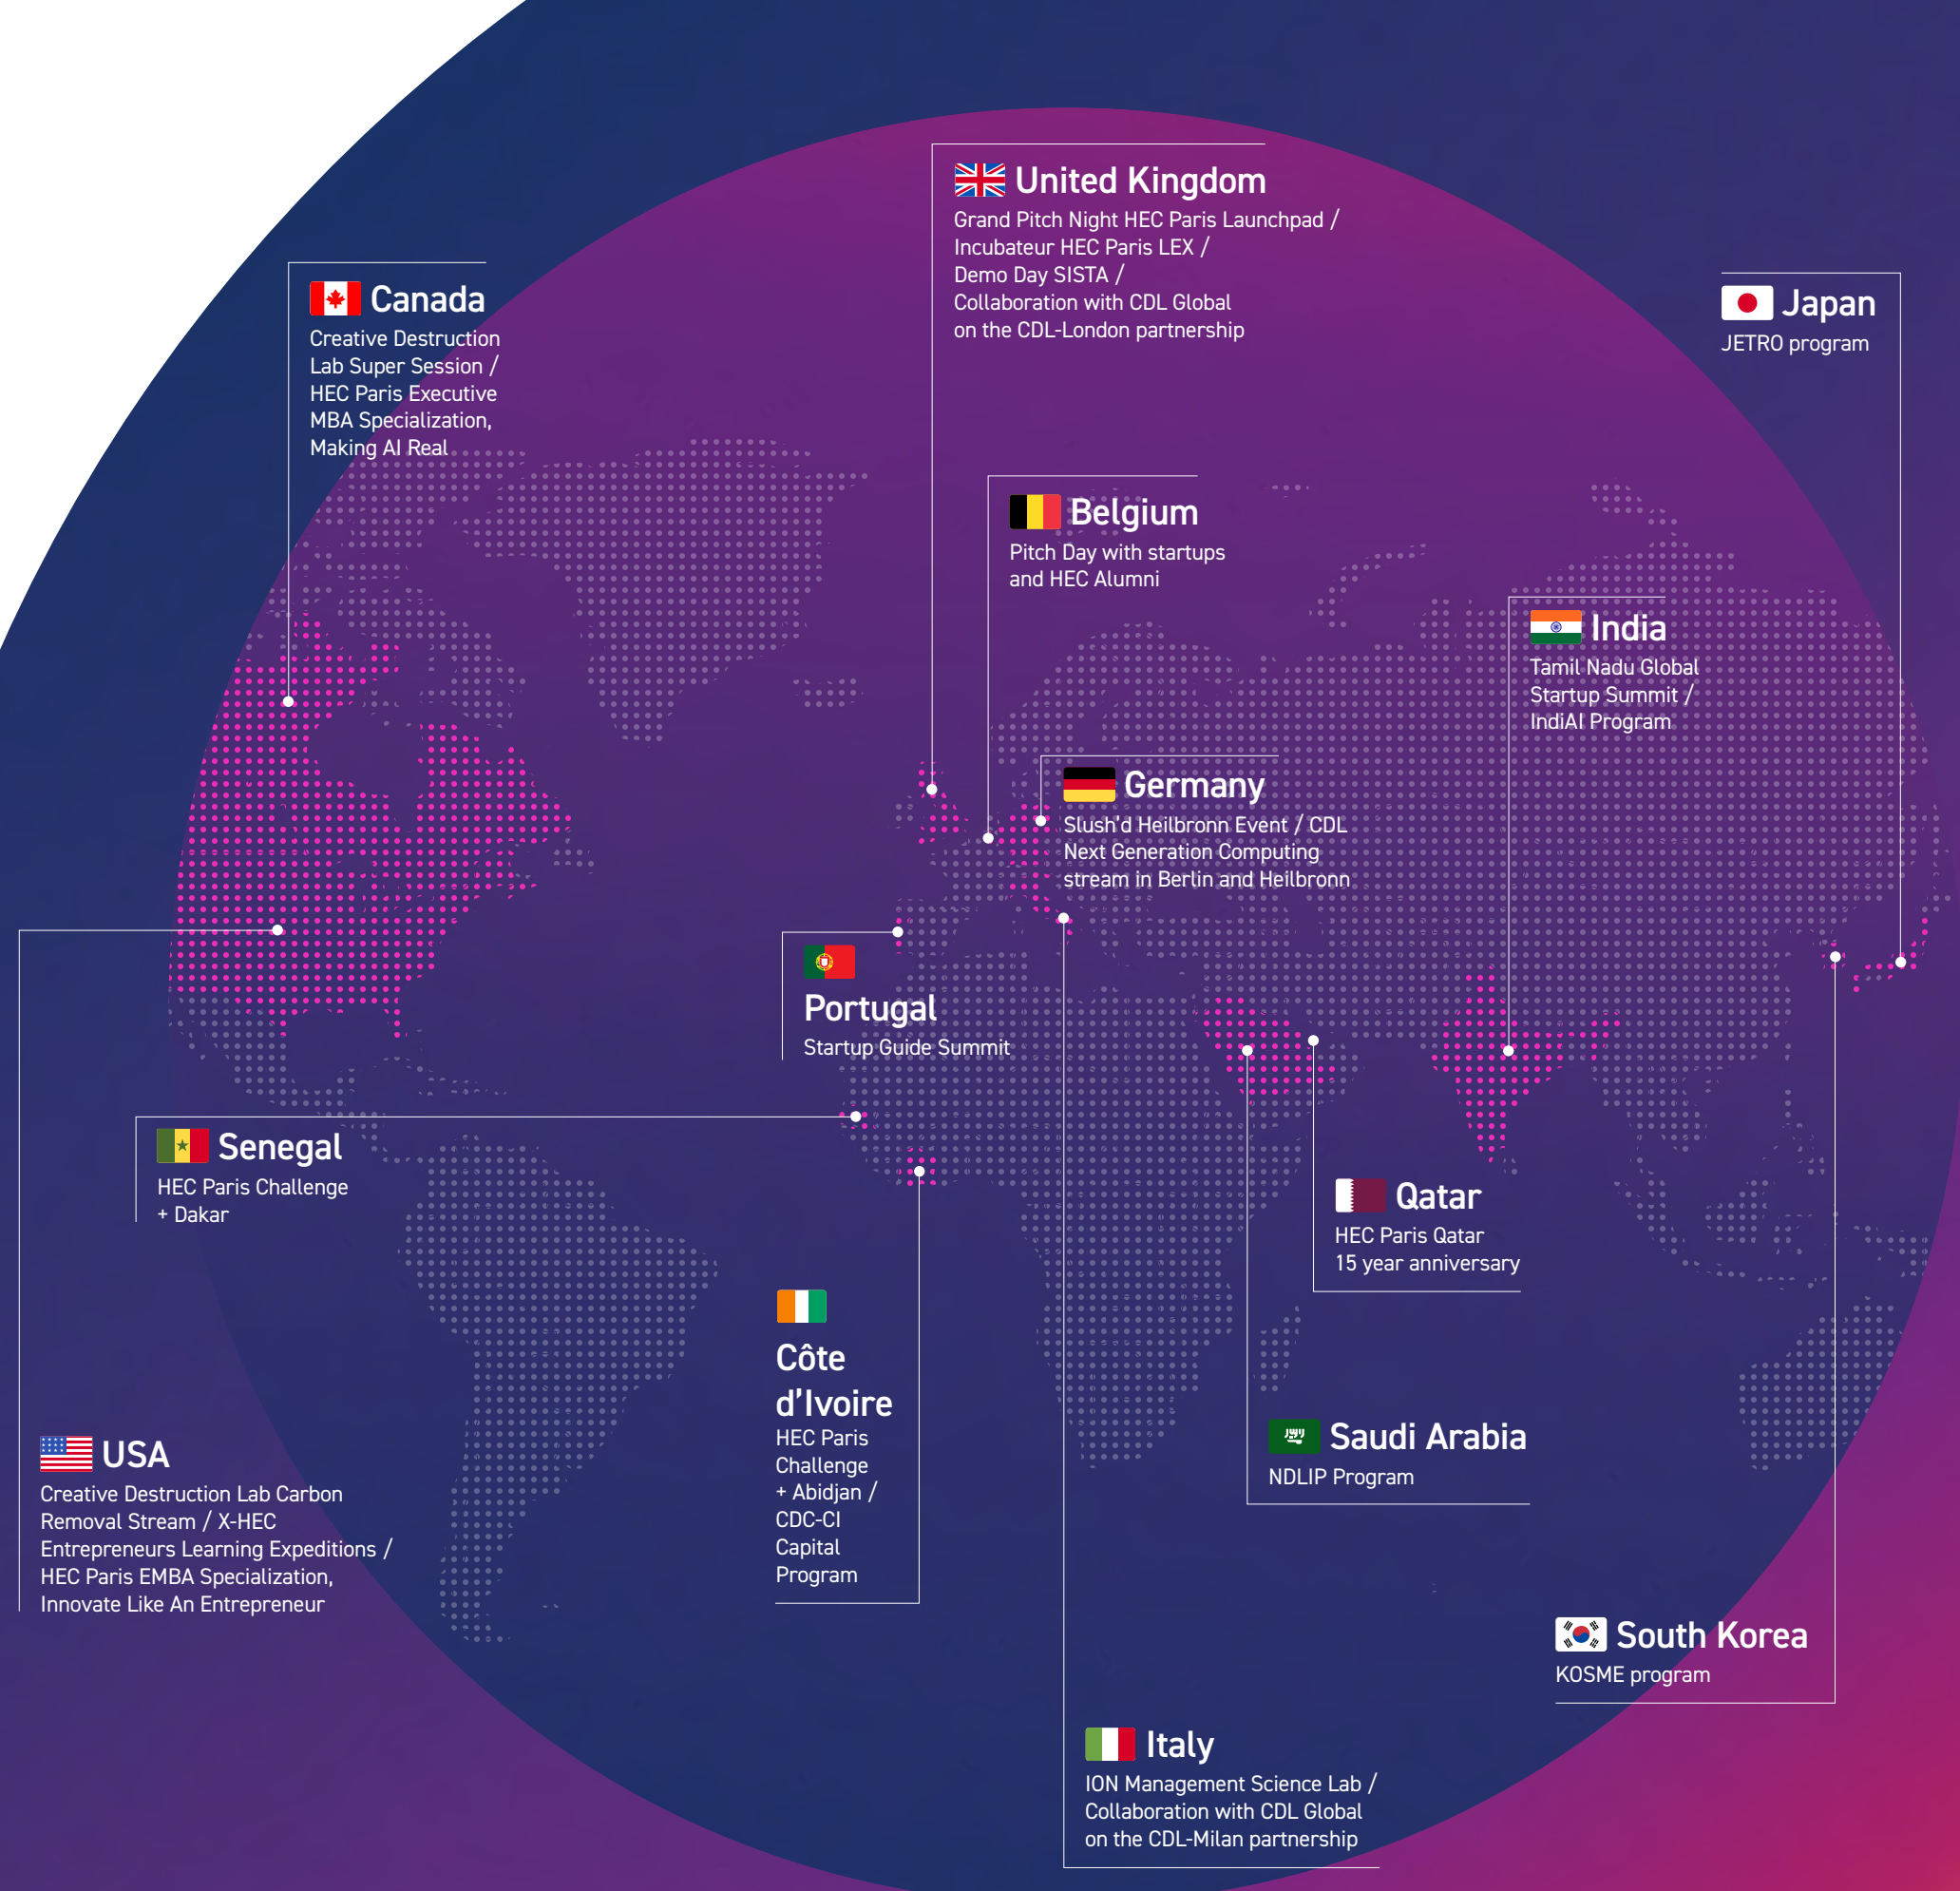 United Kingdom
Grand Pitch Night HEC Paris Launchpad /
Incubateur HEC Paris LEX /
Demo Day SISTA /
Collaboration with CDL Global
on the CDL-London partnership
Canada
Creative Destruction
Lab Super Session /
HEC Paris Executive
MBA Specialization,
Making AI Real
Japan
JETRO program
Belgium
Pitch Day with startups
and HEC Alumni
India
Tamil Nadu Global
Startup Summit /
IndiAI Program
Germany
Slush'd Heilbronn Event / CDL
Next Generation Computing
stream in Berlin and Heilbronn
Portugal
Startup Guide Summit
Senegal
HEC Paris Challenge
+ Dakar
Qatar
HEC Paris Qatar
15 year anniversary
Côte
d'Ivoire
HEC Paris
Challenge
+ Abidjan /
CDC-CI
Capital
Program
Saudi Arabia
NDLIP Program
USA
Creative Destruction Lab Carbon
Removal Stream / X-HEC
Entrepreneurs Learning Expeditions /
HEC Paris EMBA Specialization,
Innovate Like An Entrepreneur
South Korea
KOSME program
Italy
ION Management Science Lab /
Collaboration with CDL Global
on the CDL-Milan partnership